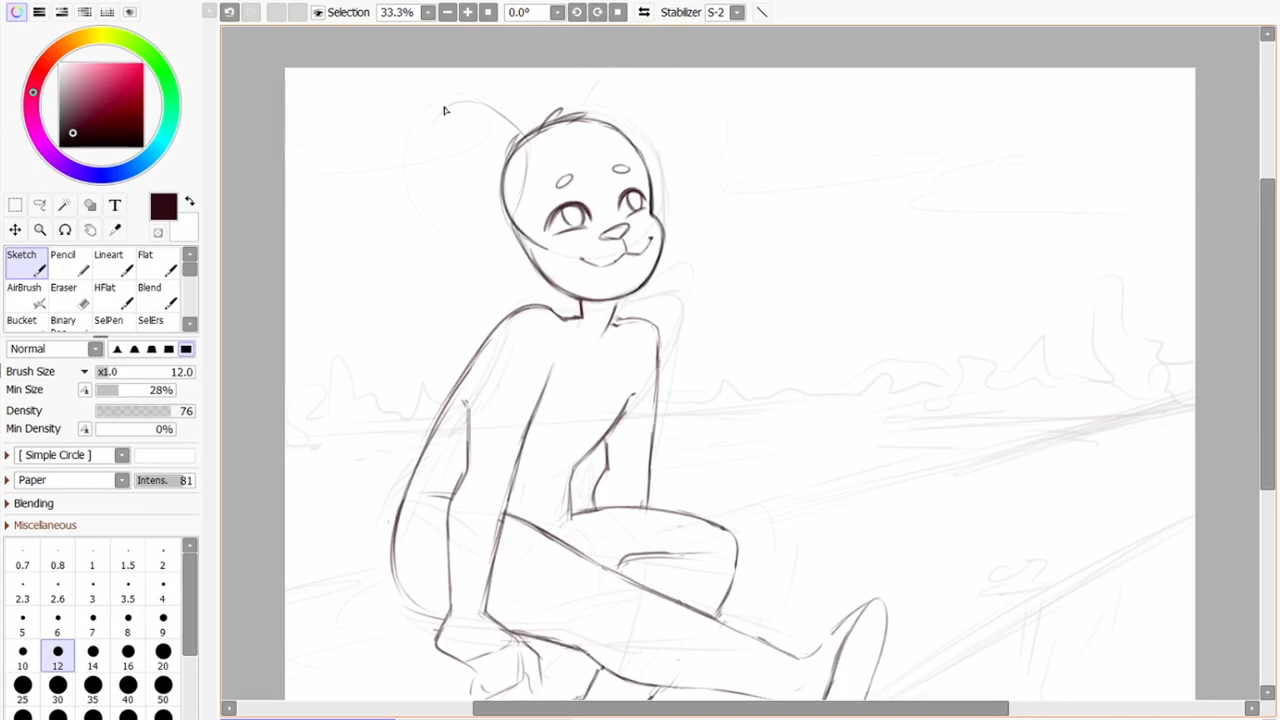 Selection 33.3% 0.0° Stabilizer S-2
T
Sketch Pencil Lineart Flat
AirBrush Eraser HFlat Blend
Bucket Binary SelPen SelErs
Normal
Brush Size x1.0 12.0
Min Size 28%
Density 76
Min Density 0%
[ Simple Circle ]
Paper Intens. 81
Blending
Miscellaneous
0.7 0.8 1 1.5 2
2.3 2.6 3 3.5 4
5 6 7 8 9
10 12 14 16 20
25 30 35 40 50